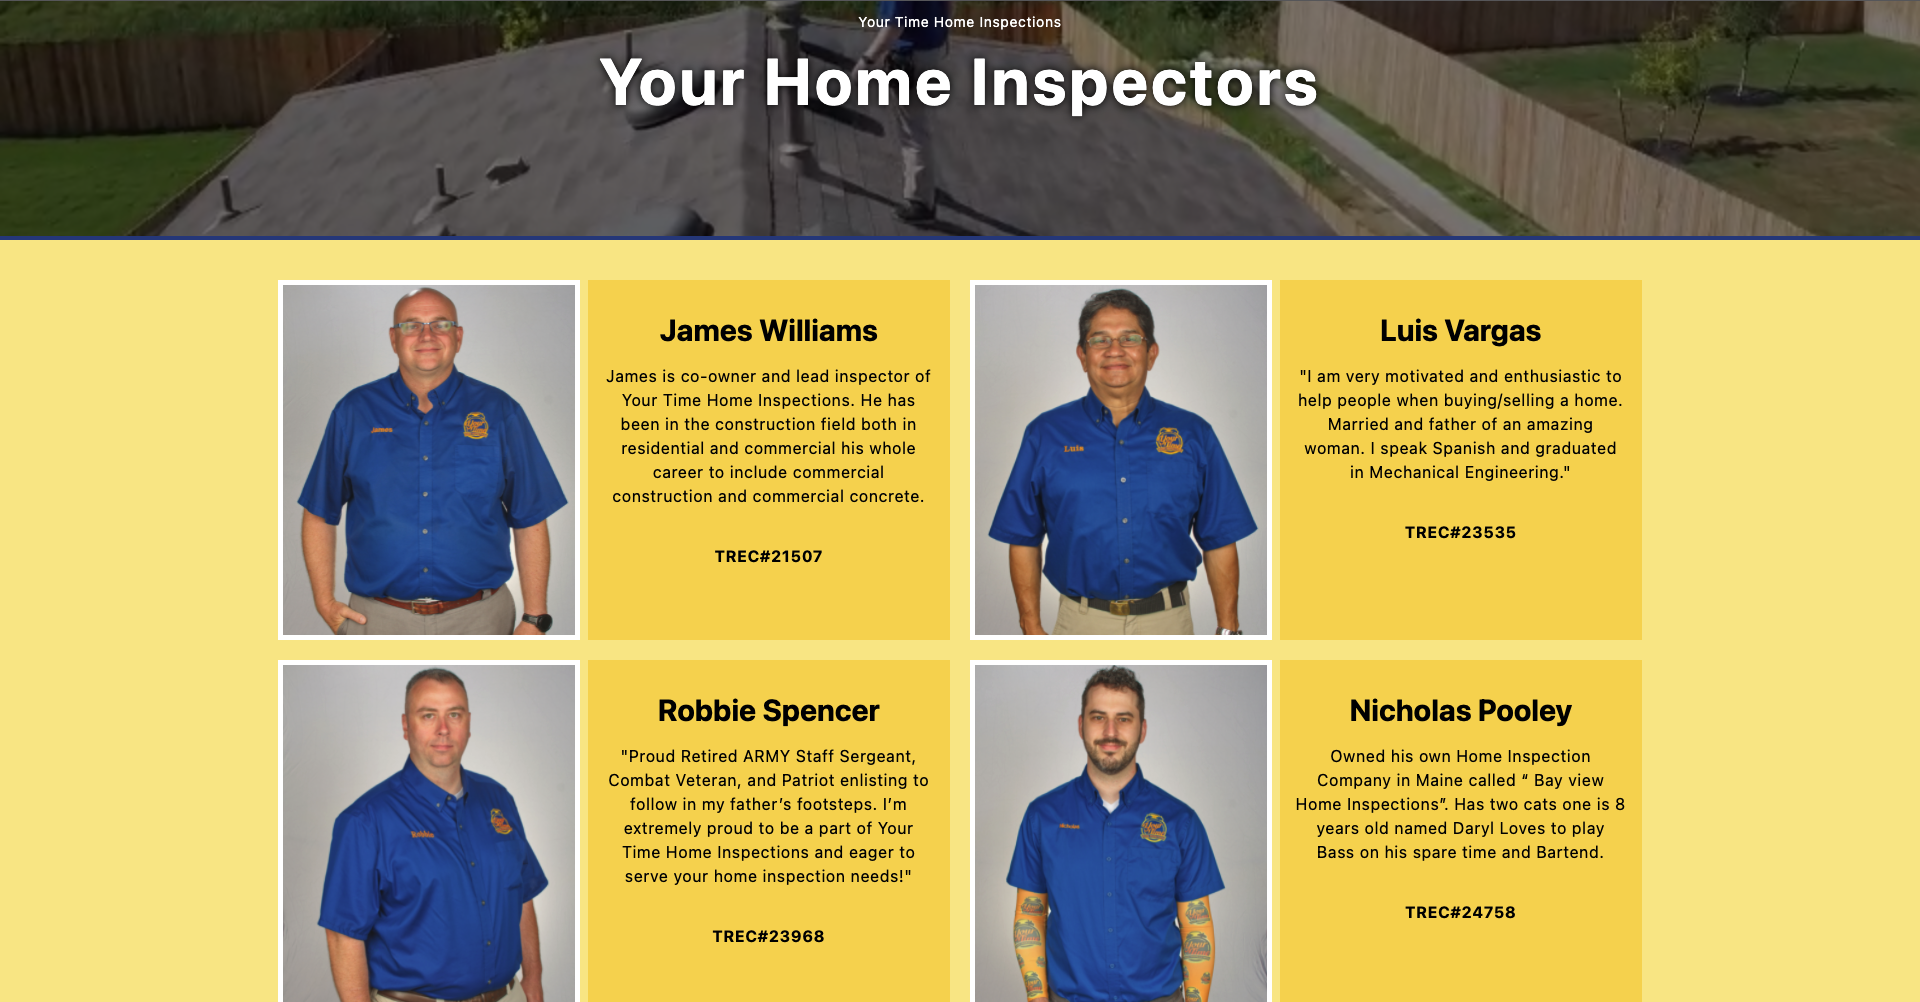 Your Time Home Inspections
Your Home Inspectors
James Williams
James is co-owner and lead inspector of
Your Time Home Inspections. He has
been in the construction field both in
residential and commercial his whole
career to include commercial
construction and commercial concrete.
TREC#21507
James
Luis Vargas
"I am very motivated and enthusiastic to
help people when buying/selling a home.
Married and father of an amazing
woman. I speak Spanish and graduated
in Mechanical Engineering."
TREC#23535
Luis
Robbie Spencer
"Proud Retired ARMY Staff Sergeant,
Combat Veteran, and Patriot enlisting to
follow in my father’s footsteps. I’m
extremely proud to be a part of Your
Time Home Inspections and eager to
serve your home inspection needs!"
TREC#23968
Robbie
Nicholas Pooley
Owned his own Home Inspection
Company in Maine called “ Bay view
Home Inspections”. Has two cats one is 8
years old named Daryl Loves to play
Bass on his spare time and Bartend.
TREC#24758